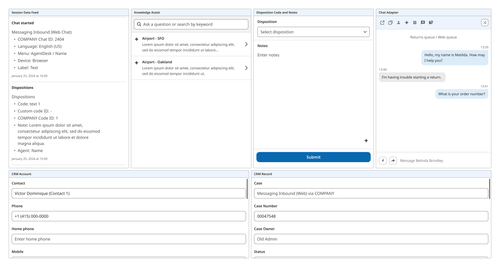 Session Data Feed
Chat started
Messaging Inbound (Web Chat)
• COMPANY Chat ID: 2404
• Language: English (US)
• Menu: AgentDesk / Name
• Device: Browser
• Label: Text
January 20, 2024 at 15:00
Dispositions
Dispositions
• Code: text 1
• Custom code ID: -
• COMPANY Code ID: 1
• Note: Lorem ipsum dolor sit amet, consectetur adipiscing elit, sed do eiusmod tempor incididunt ut labore et dolore magna aliqua.
• Agent: Name
January 20, 2024 at 15:00
Knowledge Assist
Ask a question or search by keyword
Airport - SFO
Lorem ipsum dolor sit amet, consectetur adipiscing elit, sed do eiusmod tempor incididunt ut labore et...
Airport - Oakland
Lorem ipsum dolor sit amet, consectetur adipiscing elit, sed do eiusmod tempor incididunt ut.
Disposition Code and Notes
Disposition
Select disposition
Notes
Enter notes
Submit
Chat Adapter
Returns queue / Web queue
Hello, my name is Malida. How may I help you?
I'm having trouble starting a return.
What is your order number?
Message Belinda Brindley
CRM Account
Contact
Victor Dominique (Contact 1)
Phone
+1 (415) 000-0000
Home phone
Enter home phone
Mobile
CRM Record
Case
Messaging Inbound (Web) via COMPANY
Case Number
00047548
Case Owner
Old Admin
Status